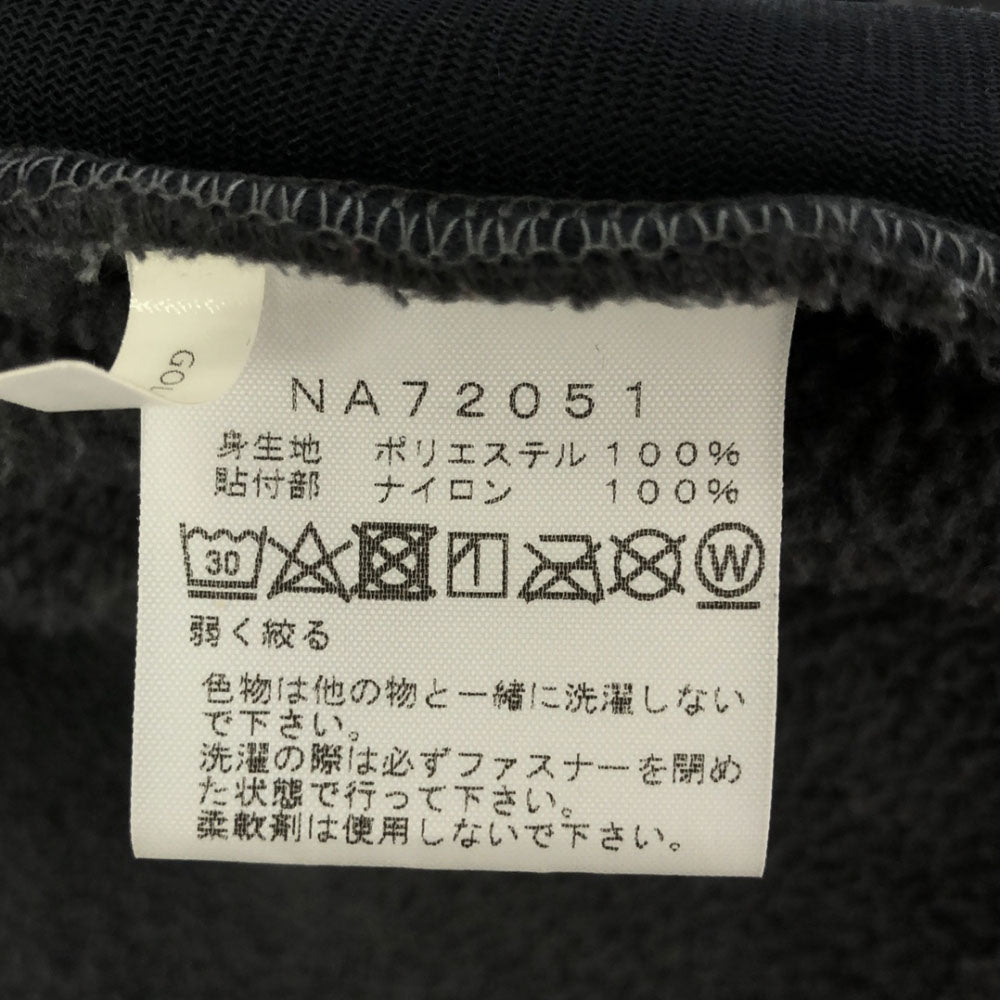 GOL
NA72051
身生地 ポリエステル 100%
貼付部 ナイロン 100%
30 W
弱く絞る
色物は他の物と一緒に洗濯しない
で下さい。
洗濯の際は必ずファスナーを閉め
た状態で行って下さい。
柔軟剤は使用しないで下さい。